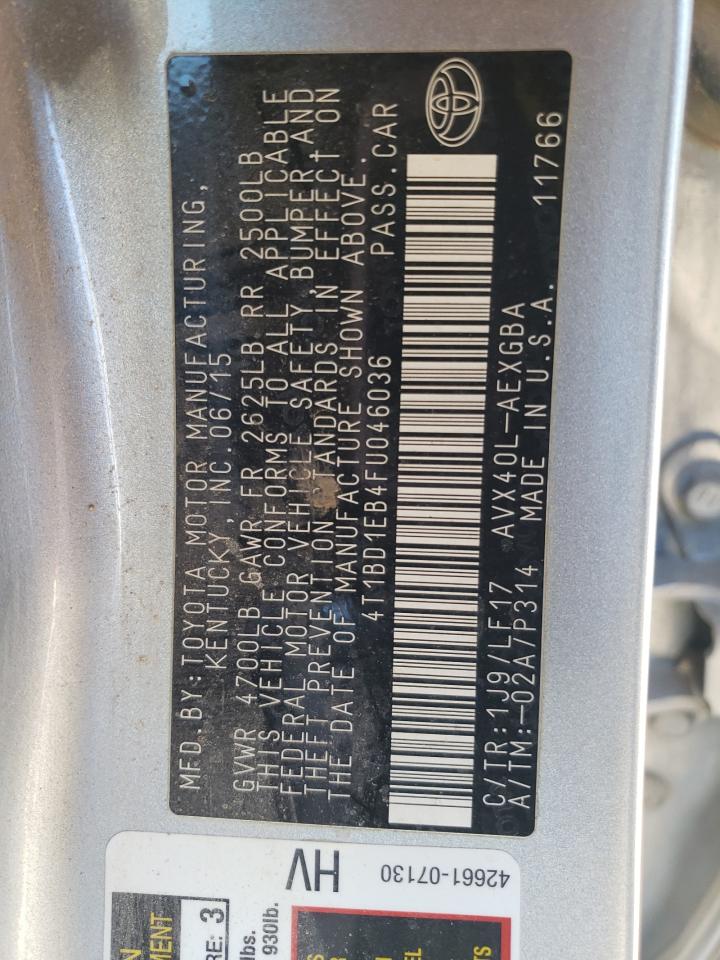 MFD.BY:TOYOTA MOTOR MANUFACTURING,
KENTUCKY, INC.06/15
GVWR 4700LB GAWR FR 2625LB RR 2500LB
THIS VEHICLE CONFORMS TO ALL APPLICABLE
FEDERAL MOTOR VEHICLE SAFETY,BUMPER,AND
THEFT PREVENTION STANDARDS IN EFFECT ON
THE DATE OF MANUFACTURE SHOWN ABOVE.
4T1BD1EB4FU046036 PASS.CAR
C/TR:1J9/LF17 AVX40L-AEXGBA
A/TM:-02A/P314 MADE IN U.S.A. 11766
HV
42661-07130
3
lbs.
930lb.